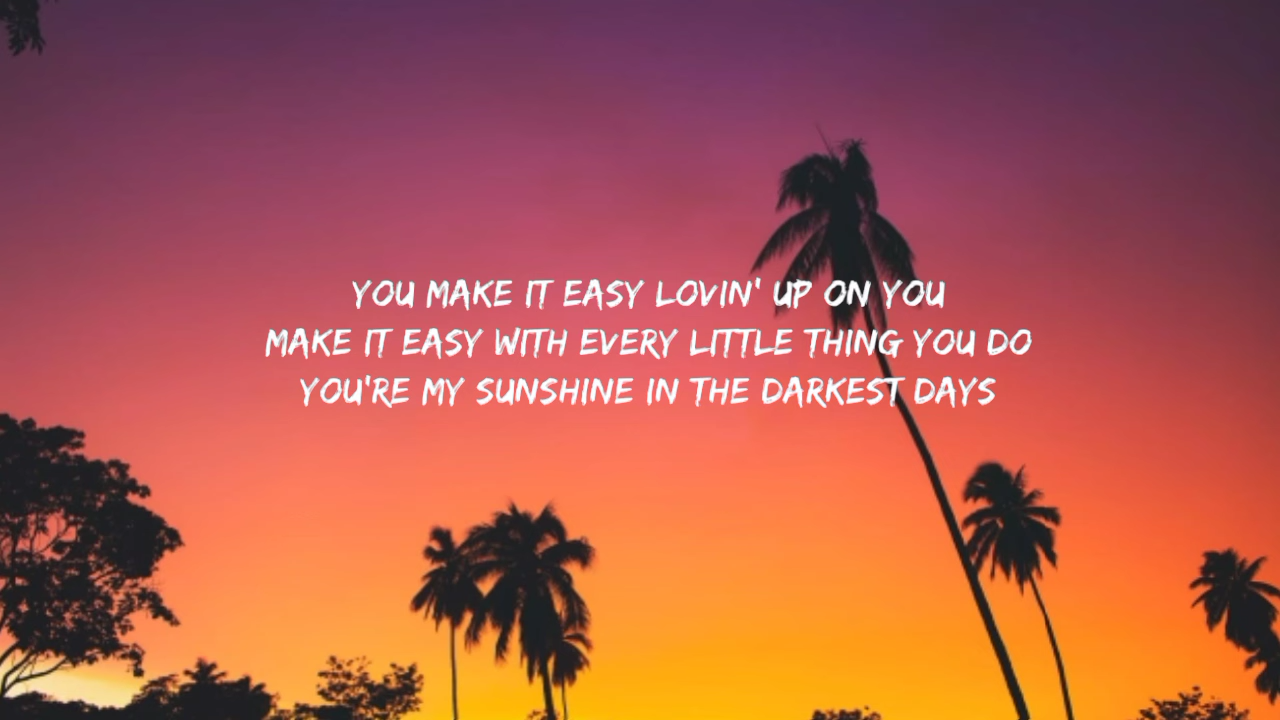 YOU MAKE IT EASY LOVIN' UP ON YOU
MAKE IT EASY WITH EVERY LITTLE THING YOU DO
YOU'RE MY SUNSHINE IN THE DARKEST DAYS